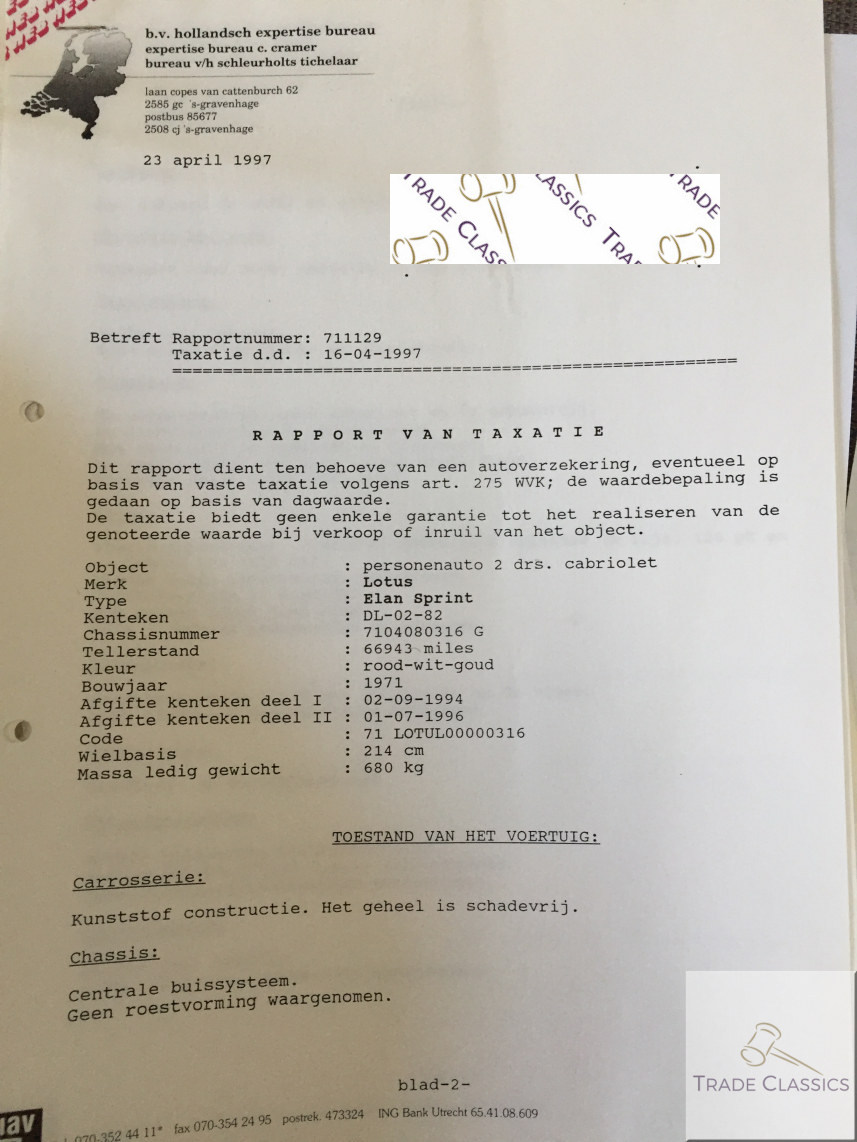 b.v. hollandsch expertise bureau
expertise bureau c. cramer
bureau v/h schleurholts tichelaar
laan copes van cattenburch 62
2585 gc 's-gravenhage
postbus 85677
2508 cj 's-gravenhage
23 april 1997
TRADE CLASSICS TRADE
TRADE
Betreft Rapportnummer: 711129
Taxatie d.d. : 16-04-1997
R A P P O R T V A N T A X A T I E
Dit rapport dient ten behoeve van een autoverzekering, eventueel op
basis van vaste taxatie volgens art. 275 WVK; de waardebepaling is
gedaan op basis van dagwaarde.
De taxatie biedt geen enkele garantie tot het realiseren van de
genoteerde waarde bij verkoop of inruil van het object.
Object : personenauto 2 drs. cabriolet
Merk : Lotus
Type : Elan Sprint
Kenteken : DL-02-82
Chassisnummer : 7104080316 G
Tellerstand : 66943 miles
Kleur : rood-wit-goud
Bouwjaar : 1971
Afgifte kenteken deel I : 02-09-1994
Afgifte kenteken deel II : 01-07-1996
Code : 71 LOTUL00000316
Wielbasis : 214 cm
Massa ledig gewicht : 680 kg
TOESTAND VAN HET VOERTUIG:
Carrosserie:
Kunststof constructie. Het geheel is schadevrij.
Chassis:
Centrale buissysteem.
Geen roestvorming waargenomen.
blad-2-
070-352 44 11* fax 070-354 24 95 postrek. 473324 ING Bank Utrecht 65.41.08.609
TRADE CLASSICS